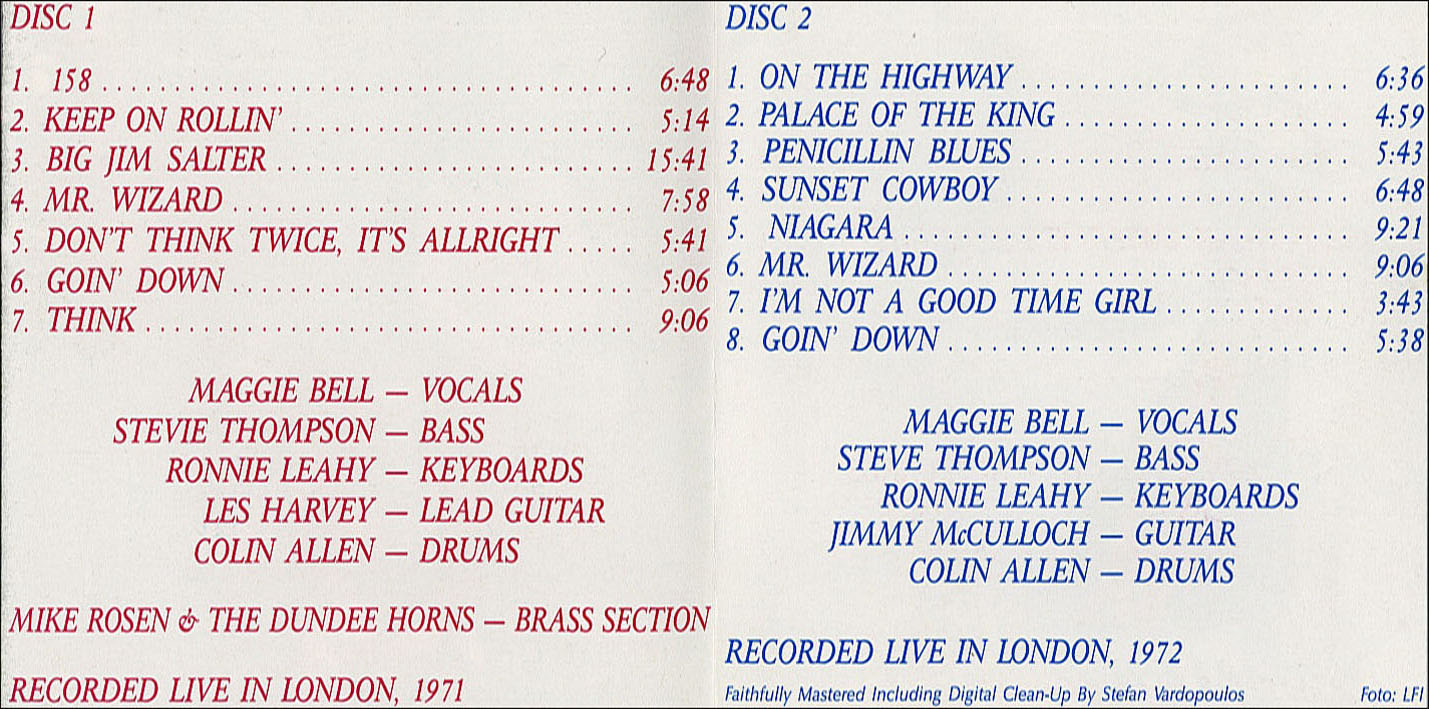 DISC 1
1. 158 . . . . . . . . . . . . . . . . . . . . . . . . . . . . . . . . . . . . . 6:48
2. KEEP ON ROLLIN' . . . . . . . . . . . . . . . . . . . . . . . . 5:14
3. BIG JIM SALTER . . . . . . . . . . . . . . . . . . . . . . . . . 15:41
4. MR. WIZARD . . . . . . . . . . . . . . . . . . . . . . . . . . . . 7:58
5. DON'T THINK TWICE, IT'S ALLRIGHT . . . . . 5:41
6. GOIN' DOWN . . . . . . . . . . . . . . . . . . . . . . . . . . . . 5:06
7. THINK . . . . . . . . . . . . . . . . . . . . . . . . . . . . . . . . . . 9:06
MAGGIE BELL – VOCALS
STEVIE THOMPSON – BASS
RONNIE LEAHY – KEYBOARDS
LES HARVEY – LEAD GUITAR
COLIN ALLEN – DRUMS
MIKE ROSEN & THE DUNDEE HORNS – BRASS SECTION
RECORDED LIVE IN LONDON, 1971
DISC 2
1. ON THE HIGHWAY . . . . . . . . . . . . . . . . . . . . . . . 6:36
2. PALACE OF THE KING . . . . . . . . . . . . . . . . . . . . 4:59
3. PENICILLIN BLUES . . . . . . . . . . . . . . . . . . . . . . . 5:43
4. SUNSET COWBOY . . . . . . . . . . . . . . . . . . . . . . . . 6:48
5. NIAGARA . . . . . . . . . . . . . . . . . . . . . . . . . . . . . . . 9:21
6. MR. WIZARD . . . . . . . . . . . . . . . . . . . . . . . . . . . . 9:06
7. I'M NOT A GOOD TIME GIRL . . . . . . . . . . . . . 3:43
8. GOIN' DOWN . . . . . . . . . . . . . . . . . . . . . . . . . . . . 5:38
MAGGIE BELL – VOCALS
STEVE THOMPSON – BASS
RONNIE LEAHY – KEYBOARDS
JIMMY McCULLOCH – GUITAR
COLIN ALLEN – DRUMS
RECORDED LIVE IN LONDON, 1972
Faithfully Mastered Including Digital Clean-Up By Stefan Vardopoulos Foto: LFI